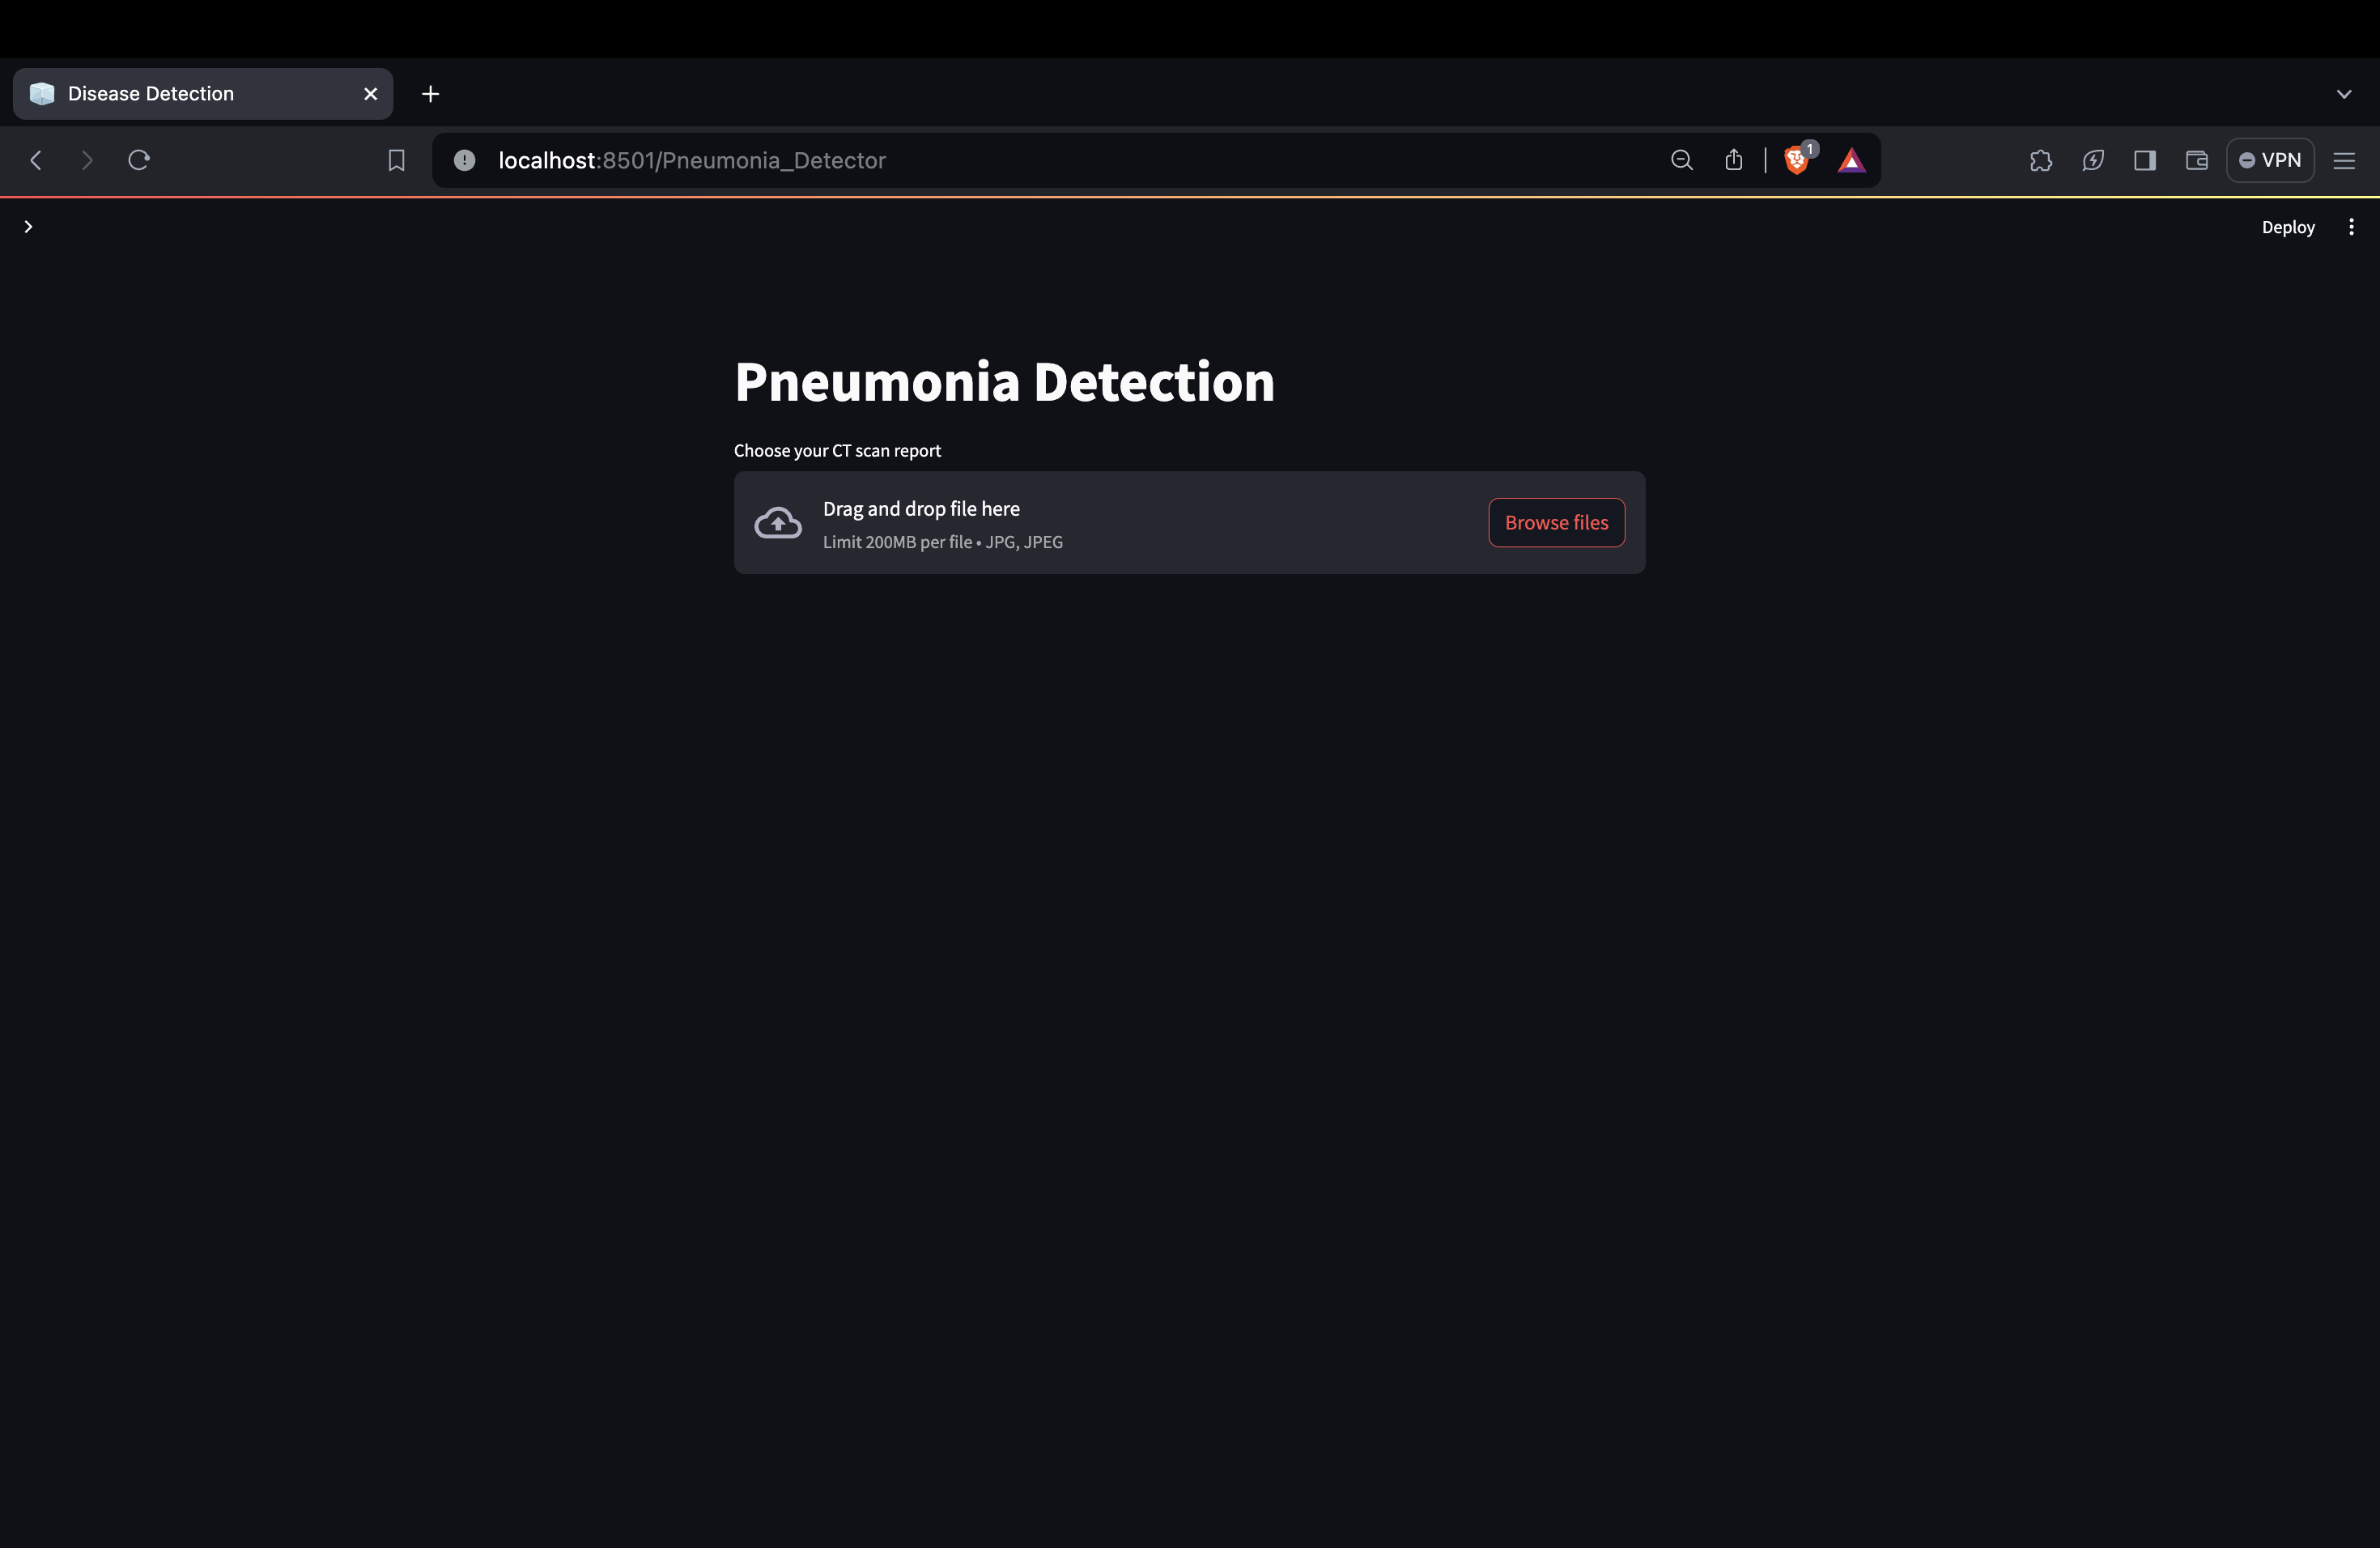 Disease Detection
localhost:8501/Pneumonia_Detector
1
VPN
Deploy
Pneumonia Detection
Choose your CT scan report
Drag and drop file here
Limit 200MB per file • JPG, JPEG
Browse files